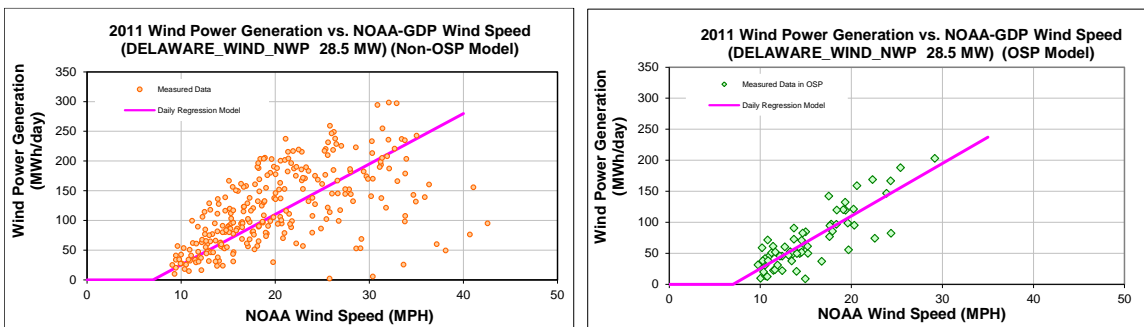 2011 Wind Power Generation vs. NOAA-GDP Wind Speed
(DELAWARE_WIND_NWP 28.5 MW) (Non-OSP Model)
Wind Power Generation
(MWh/day)
350
300
250
200
150
100
50
0
Measured Data
Daily Regression Model
0 10 20 30 40 50
NOAA Wind Speed (MPH)
2011 Wind Power Generation vs. NOAA-GDP Wind Speed
(DELAWARE_WIND_NWP 28.5 MW) (OSP Model)
Wind Power Generation
(MWh/day)
350
300
250
200
150
100
50
0
Measured Data in OSP
Daily Regression Model
0 10 20 30 40 50
NOAA Wind Speed (MPH)